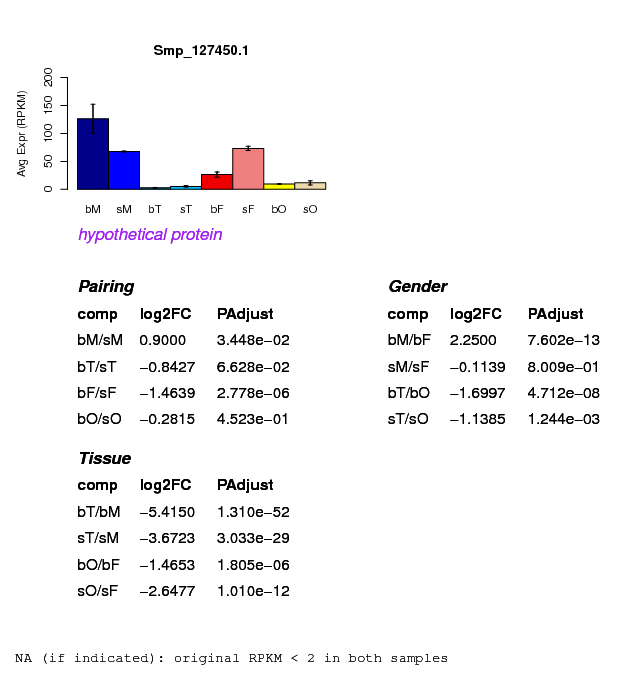 Smp_127450.1
Avg Expr (RPKM)
200
150
100
50
0
bM sM bT sT bF sF bO sO
hypothetical protein
Pairing
comp log2FC PAdjust
bM/sM 0.9000 3.448e−02
bT/sT −0.8427 6.628e−02
bF/sF −1.4639 2.778e−06
bO/sO −0.2815 4.523e−01
Gender
comp log2FC PAdjust
bM/bF 2.2500 7.602e−13
sM/sF −0.1139 8.009e−01
bT/bO −1.6997 4.712e−08
sT/sO −1.1385 1.244e−03
Tissue
comp log2FC PAdjust
bT/bM −5.4150 1.310e−52
sT/sM −3.6723 3.033e−29
bO/bF −1.4653 1.805e−06
sO/sF −2.6477 1.010e−12
NA (if indicated): original RPKM < 2 in both samples